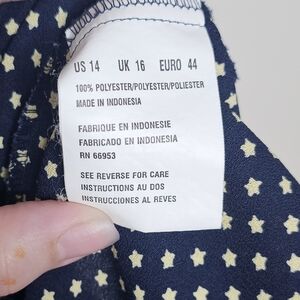 US 14 UK 16 EURO 44
100% POLYESTER/POLYESTER/POLIESTER
MADE IN INDONESIA
FABRIQUE EN INDONESIE
FABRICADO EN INDONESIA
RN 66953
SEE REVERSE FOR CARE
INSTRUCTIONS AU DOS
INSTRUCCIONES AL REVES